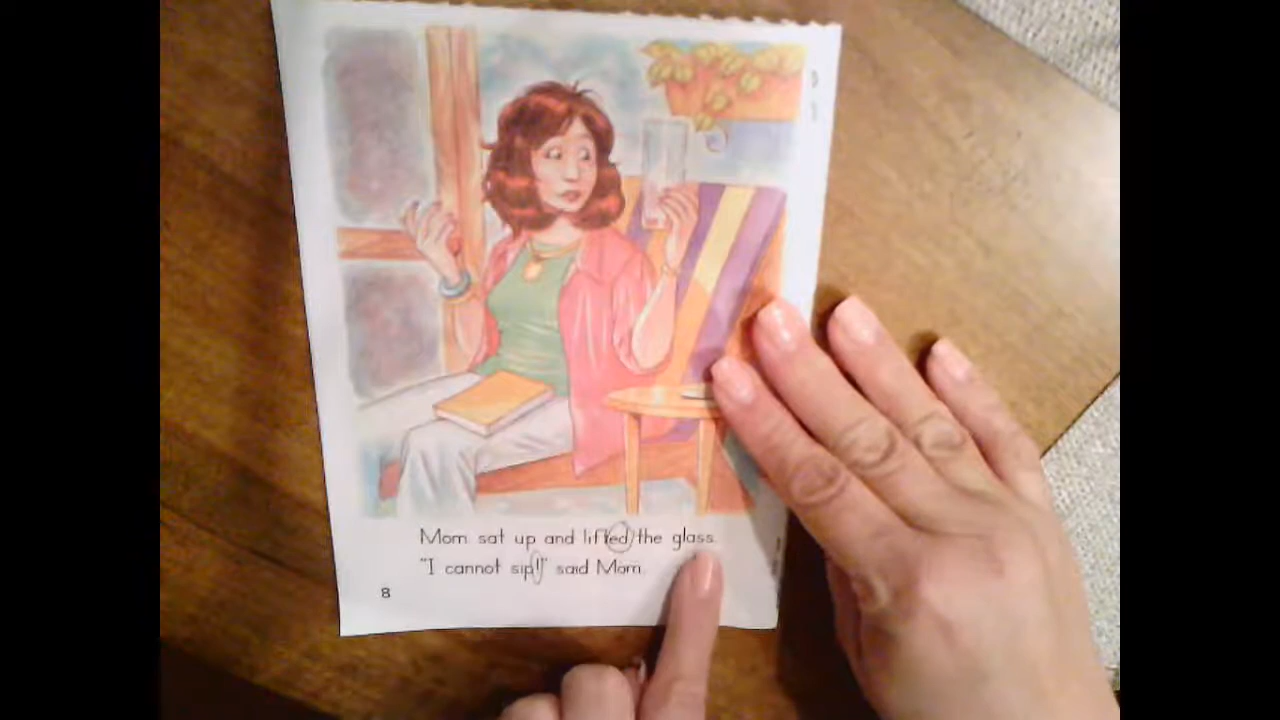 Mom sat up and lifted the glass.
"I cannot sip!" said Mom.
8